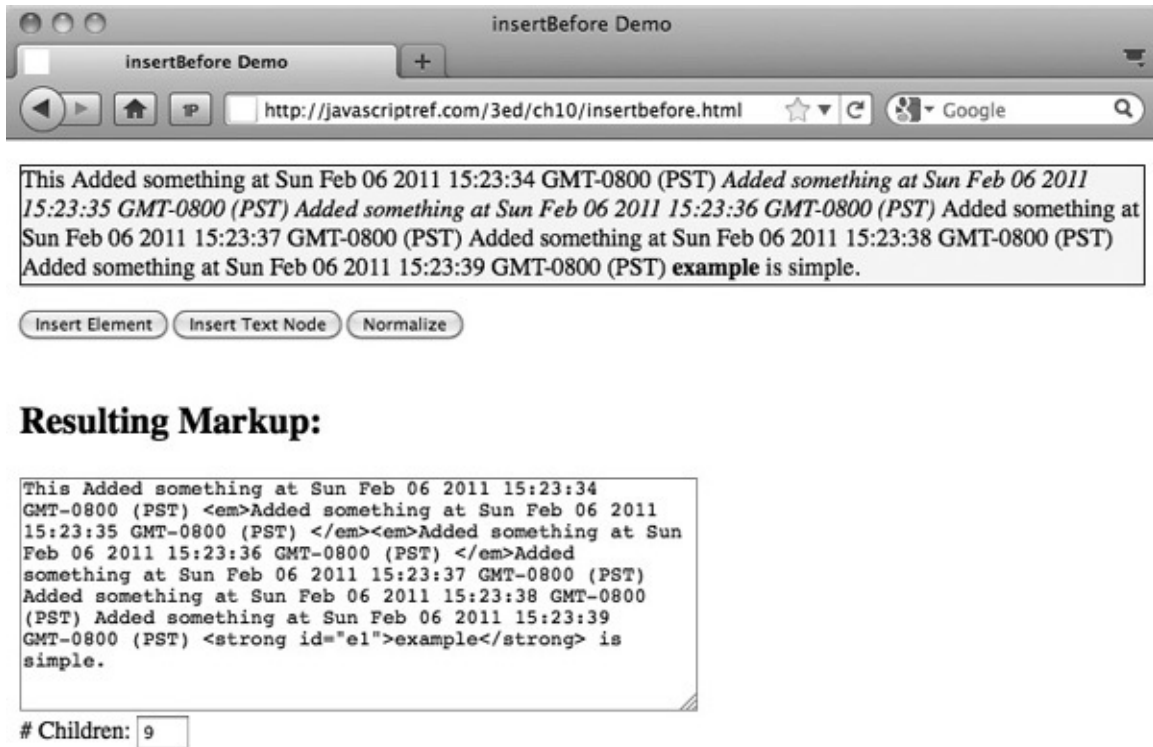 insertBefore Demo
insertBefore Demo
+
1P
http://javascriptref.com/3ed/ch10/insertbefore.html
Google
This Added something at Sun Feb 06 2011 15:23:34 GMT-0800 (PST) Added something at Sun Feb 06 2011
15:23:35 GMT-0800 (PST) Added something at Sun Feb 06 2011 15:23:36 GMT-0800 (PST) Added something at
Sun Feb 06 2011 15:23:37 GMT-0800 (PST) Added something at Sun Feb 06 2011 15:23:38 GMT-0800 (PST)
Added something at Sun Feb 06 2011 15:23:39 GMT-0800 (PST) example is simple.
Insert Element Insert Text Node Normalize
Resulting Markup:
This Added something at Sun Feb 06 2011 15:23:34
GMT-0800 (PST) <em>Added something at Sun Feb 06 2011
15:23:35 GMT-0800 (PST) </em><em>Added something at Sun
Feb 06 2011 15:23:36 GMT-0800 (PST) </em>Added
something at Sun Feb 06 2011 15:23:37 GMT-0800 (PST)
Added something at Sun Feb 06 2011 15:23:38 GMT-0800
(PST) Added something at Sun Feb 06 2011 15:23:39
GMT-0800 (PST) <strong id="e1">example</strong> is
simple.
# Children: 9